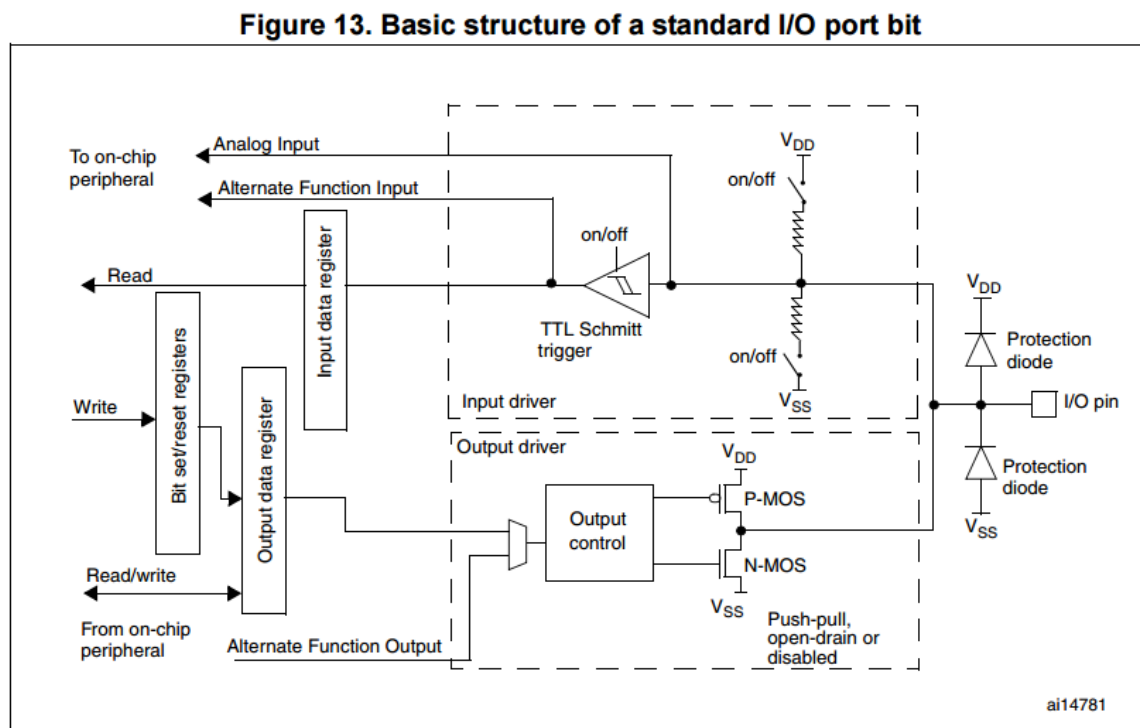 Figure 13. Basic structure of a standard I/O port bit
To on-chip
peripheral
Analog Input
Alternate Function Input
on/off
VDD
on/off
Read
Input data register
TTL Schmitt
trigger
on/off
VSS
Input driver
VDD
Protection
diode
I/O pin
Protection
diode
VSS
Write
Bit set/reset registers
Output data register
Read/write
From on-chip
peripheral
Alternate Function Output
Output driver
Output
control
VDD
P-MOS
N-MOS
VSS
Push-pull,
open-drain or
disabled
ai14781